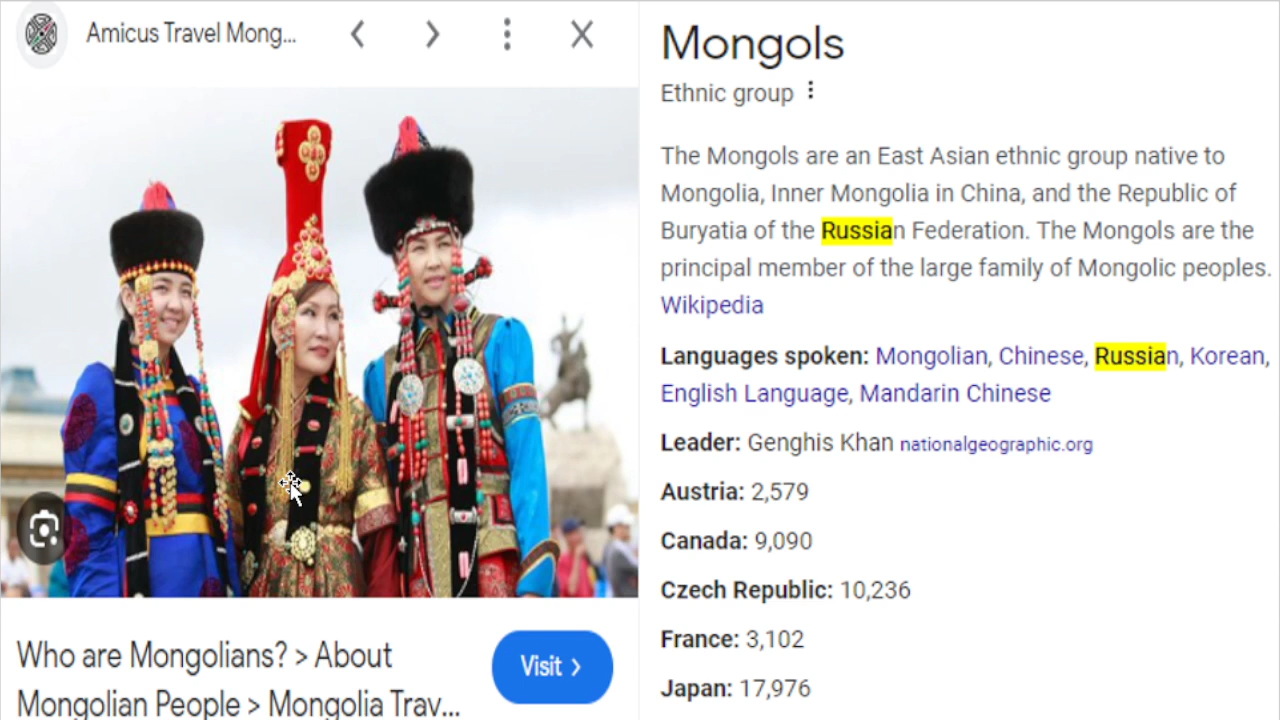 Amicus Travel Mong...
Who are Mongolians? > About
Mongolian People > Mongolia Trav...
Visit >
Mongols
Ethnic group
The Mongols are an East Asian ethnic group native to
Mongolia, Inner Mongolia in China, and the Republic of
Buryatia of the Russian Federation. The Mongols are the
principal member of the large family of Mongolic peoples.
Wikipedia
Languages spoken: Mongolian, Chinese, Russian, Korean,
English Language, Mandarin Chinese
Leader: Genghis Khan nationalgeographic.org
Austria: 2,579
Canada: 9,090
Czech Republic: 10,236
France: 3,102
Japan: 17,976